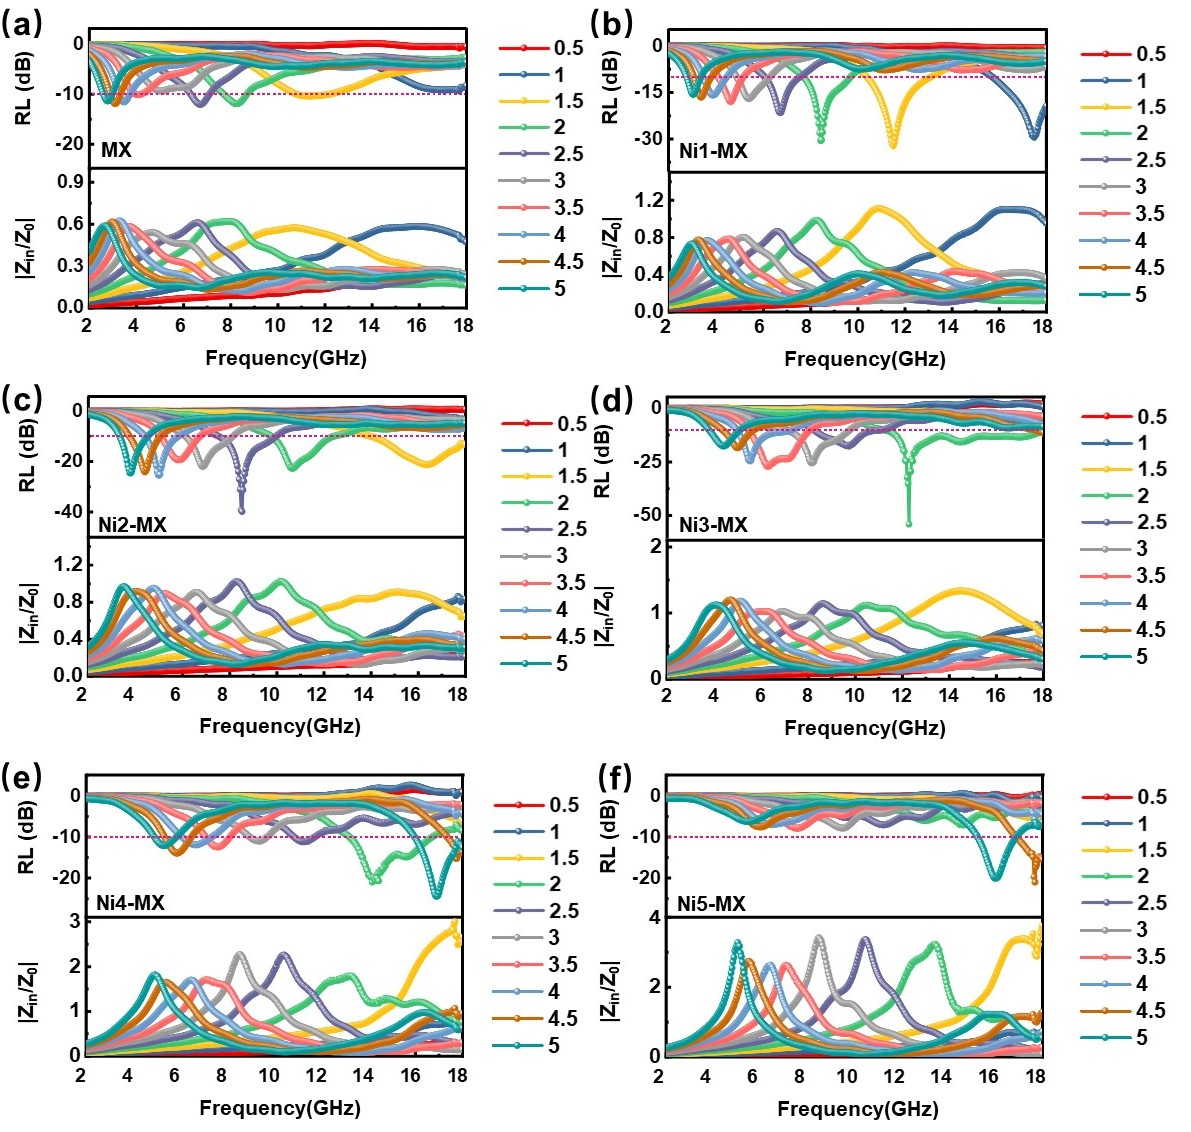 (a)
RL (dB)
0
-10
-20
MX
|Zin/Z0|
0.9
0.6
0.3
0.0
2 4 6 8 10 12 14 16 18
Frequency(GHz)
0.5
1
1.5
2
2.5
3
3.5
4
4.5
5
(b)
RL (dB)
0
-15
-30
Ni1-MX
|Zin/Z0|
1.2
0.8
0.4
0.0
2 4 6 8 10 12 14 16 18
Frequency(GHz)
0.5
1
1.5
2
2.5
3
3.5
4
4.5
5
(c)
RL (dB)
0
-20
-40
Ni2-MX
|Zin/Z0|
1.2
0.8
0.4
0.0
2 4 6 8 10 12 14 16 18
Frequency(GHz)
0.5
1
1.5
2
2.5
3
3.5
4
4.5
5
(d)
RL (dB)
0
-25
-50
Ni3-MX
|Zin/Z0|
2
1
0
2 4 6 8 10 12 14 16 18
Frequency(GHz)
0.5
1
1.5
2
2.5
3
3.5
4
4.5
5
(e)
RL (dB)
0
-10
-20
Ni4-MX
|Zin/Z0|
3
2
1
0
2 4 6 8 10 12 14 16 18
Frequency(GHz)
0.5
1
1.5
2
2.5
3
3.5
4
4.5
5
(f)
RL (dB)
0
-10
-20
Ni5-MX
|Zin/Z0|
4
2
0
2 4 6 8 10 12 14 16 18
Frequency(GHz)
0.5
1
1.5
2
2.5
3
3.5
4
4.5
5